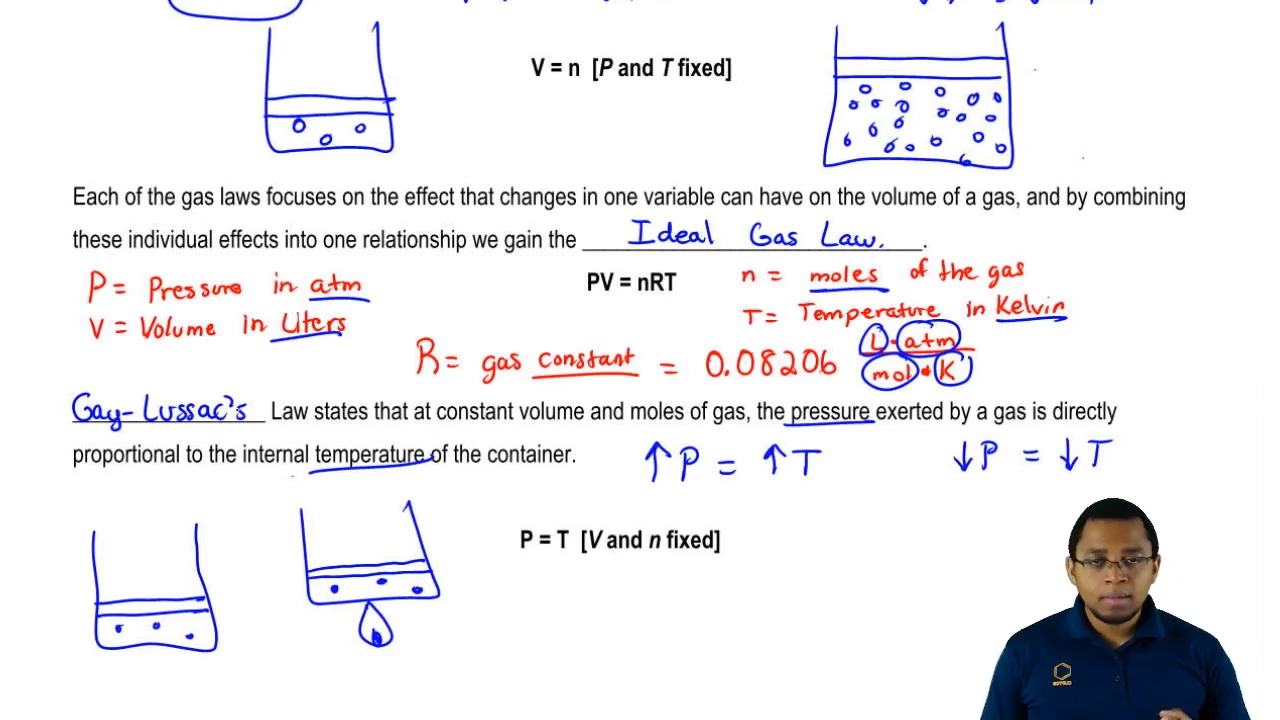 V = n [P and T fixed]
Each of the gas laws focuses on the effect that changes in one variable can have on the volume of a gas, and by combining
these individual effects into one relationship we gain the Ideal Gas Law.
P = Pressure in atm
PV = nRT
n = moles of the gas
V = Volume in Liters
T = Temperature in Kelvin
R = gas constant = 0.08206 L·atm
mol•K
Gay-Lussac's Law states that at constant volume and moles of gas, the pressure exerted by a gas is directly
proportional to the internal temperature of the container. ↑P = ↑T ↓P = ↓T
P = T [V and n fixed]